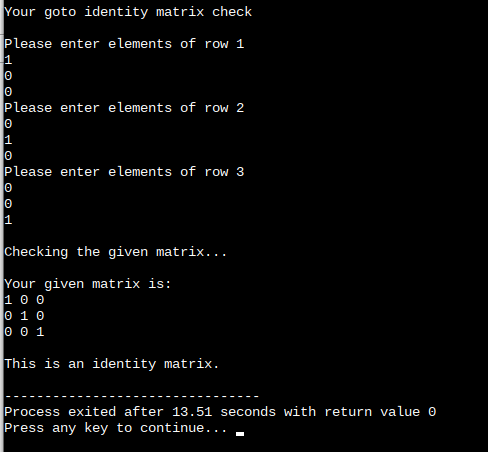 Your goto identity matrix check
Please enter elements of row 1
1
0
0
Please enter elements of row 2
0
1
0
Please enter elements of row 3
0
0
1
Checking the given matrix...
Your given matrix is:
1 0 0
0 1 0
0 0 1
This is an identity matrix.
--------------------------------
Process exited after 13.51 seconds with return value 0
Press any key to continue...